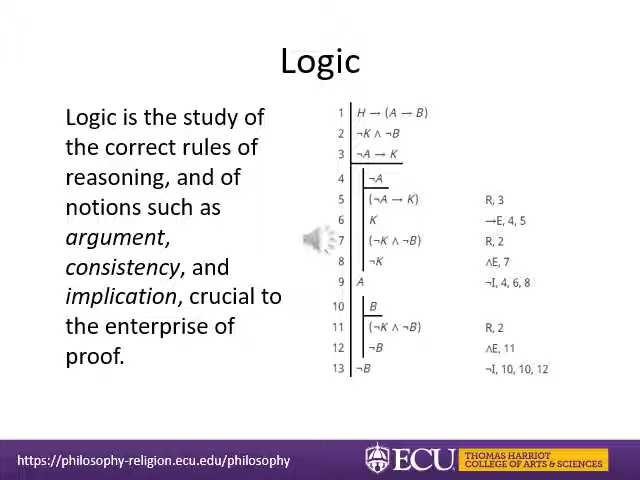 Logic
Logic is the study of
the correct rules of
reasoning, and of
notions such as
argument,
consistency, and
implication, crucial to
the enterprise of
proof.
1 H → (A → B)
2 ¬K ∧ ¬B
3 ¬A → K
4 ¬A
5 (¬A → K) R, 3
6 K →E, 4, 5
7 (¬K ∧ ¬B) R, 2
8 ¬K ∧E, 7
9 A ¬I, 4, 6, 8
10 B
11 (¬K ∧ ¬B) R, 2
12 ¬B ∧E, 11
13 ¬B ¬I, 10, 10, 12
https://philosophy-religion.ecu.edu/philosophy
ECU
THOMAS HARRIOT
COLLEGE OF ARTS & SCIENCES